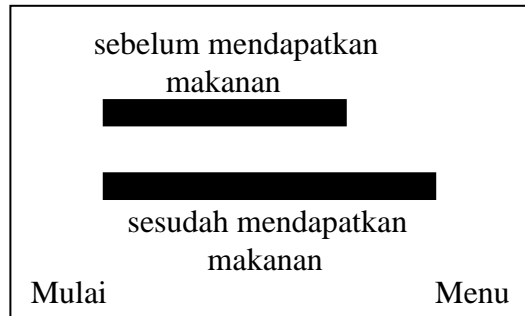 sebelum mendapatkan
makanan
sesudah mendapatkan
makanan
Mulai Menu